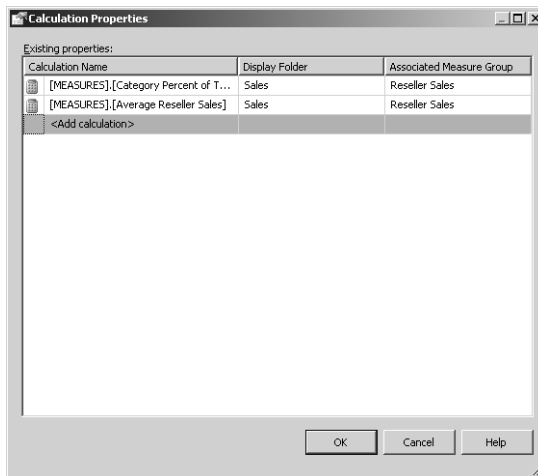 Calculation Properties
Existing properties:
Calculation Name Display Folder Associated Measure Group
[MEASURES].[Category Percent of T... Sales Reseller Sales
[MEASURES].[Average Reseller Sales] Sales Reseller Sales
<Add calculation>
OK Cancel Help